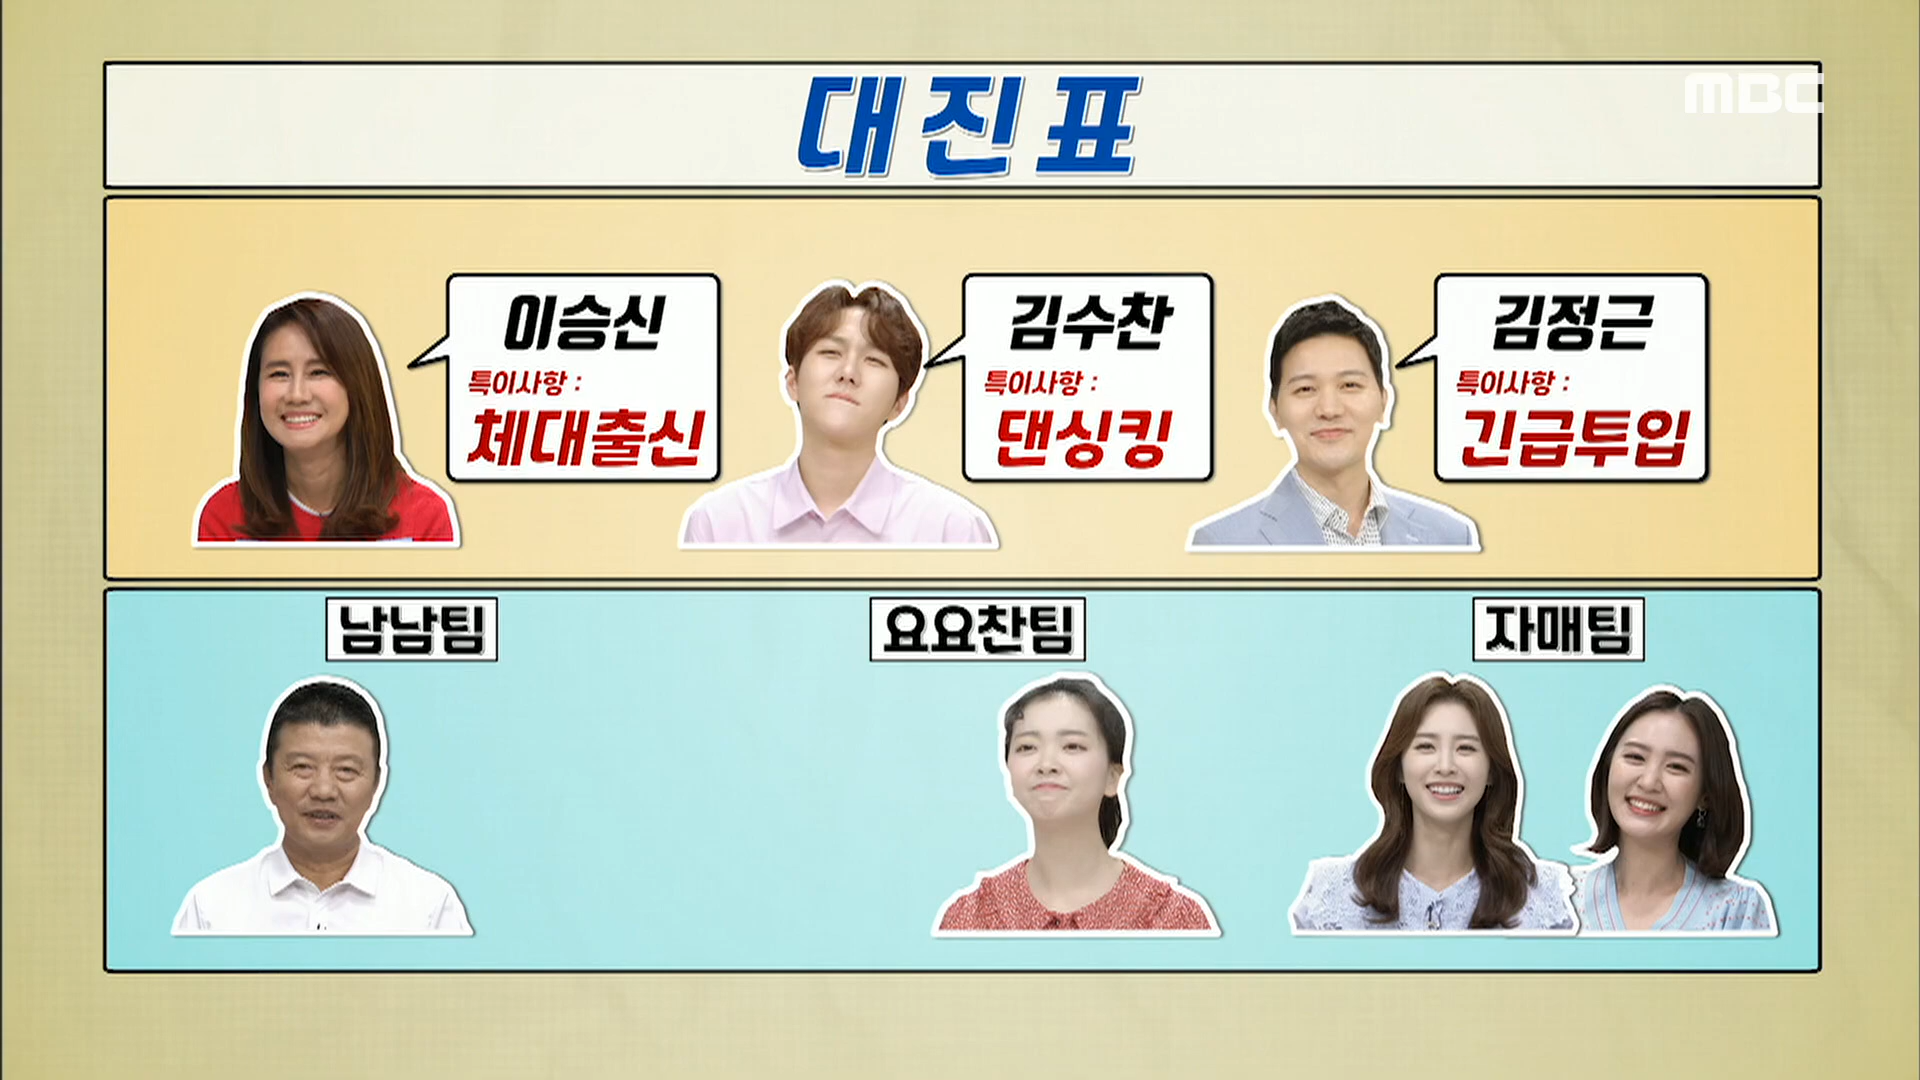 대진표
MBC
이승신
특이사항 :
체대출신
김수찬
특이사항 :
댄싱킹
김정근
특이사항 :
긴급투입
남남팀
요요찬팀
자매팀